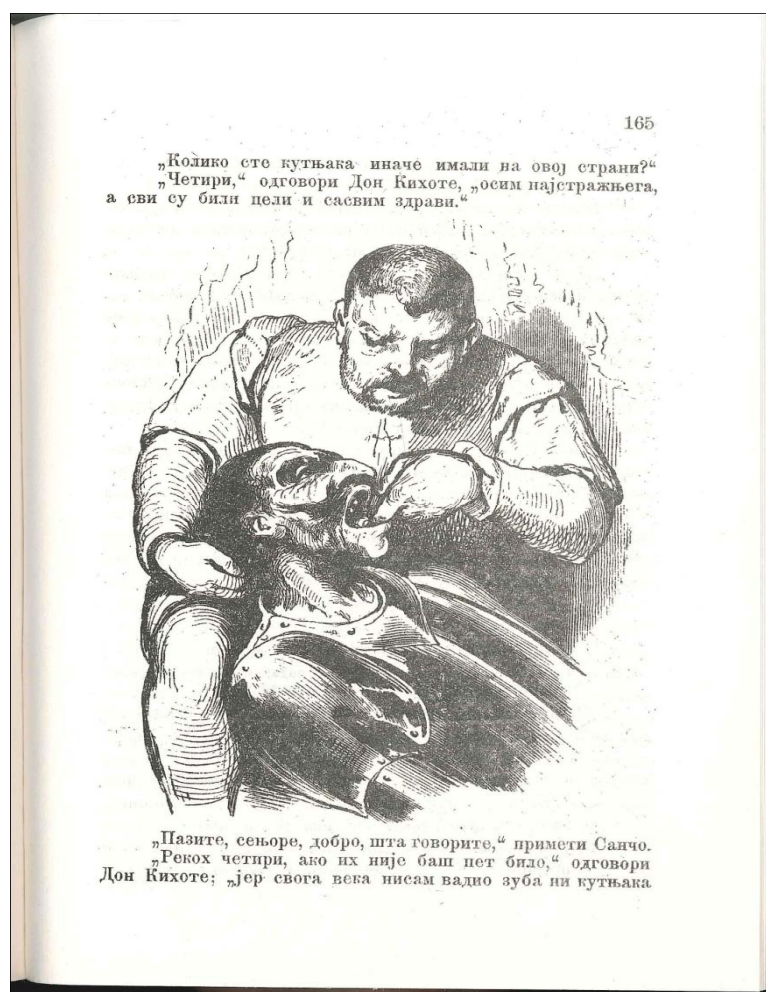 165
„Колико сте кутњака иначе имали на овој страни?“
„Четири,“ одговори Дон Кихоте, „осим најстражњега,
а сви су били цели и сасвим здрави.“
„Пазите, сењоре, добро, шта говорите,“ примети Санчо.
„Рекох четири, ако их није баш пет било,“ одговори
Дон Кихоте; „јер свога века нисам вадио зуба ни кутњака